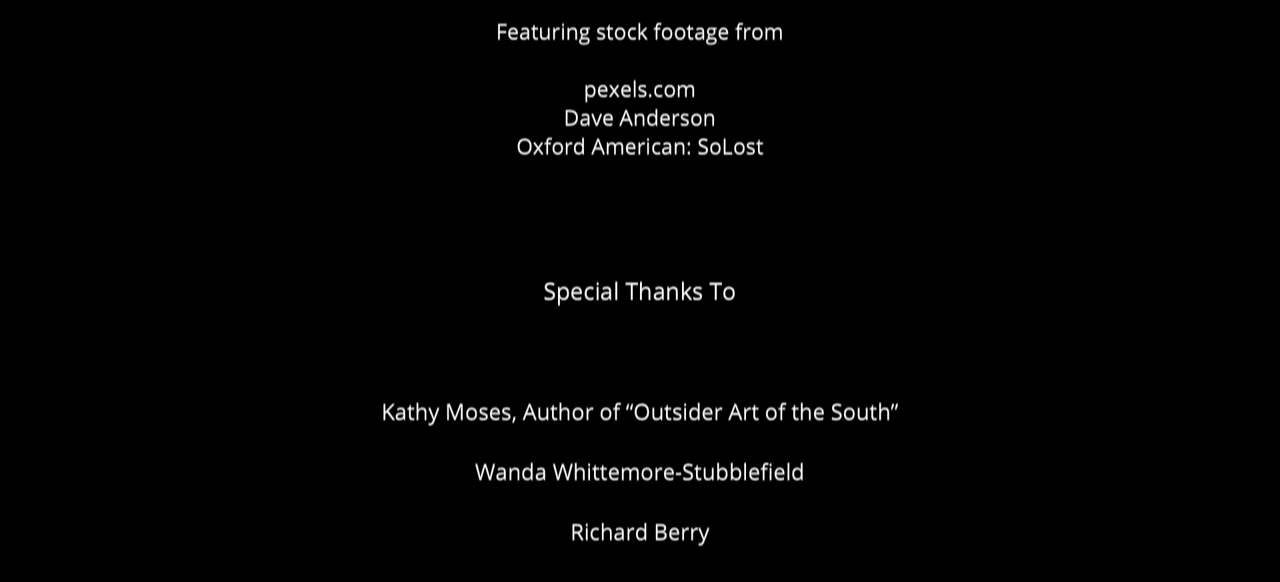 Featuring stock footage from
pexels.com
Dave Anderson
Oxford American: SoLost
Special Thanks To
Kathy Moses, Author of “Outsider Art of the South”
Wanda Whittemore-Stubblefield
Richard Berry